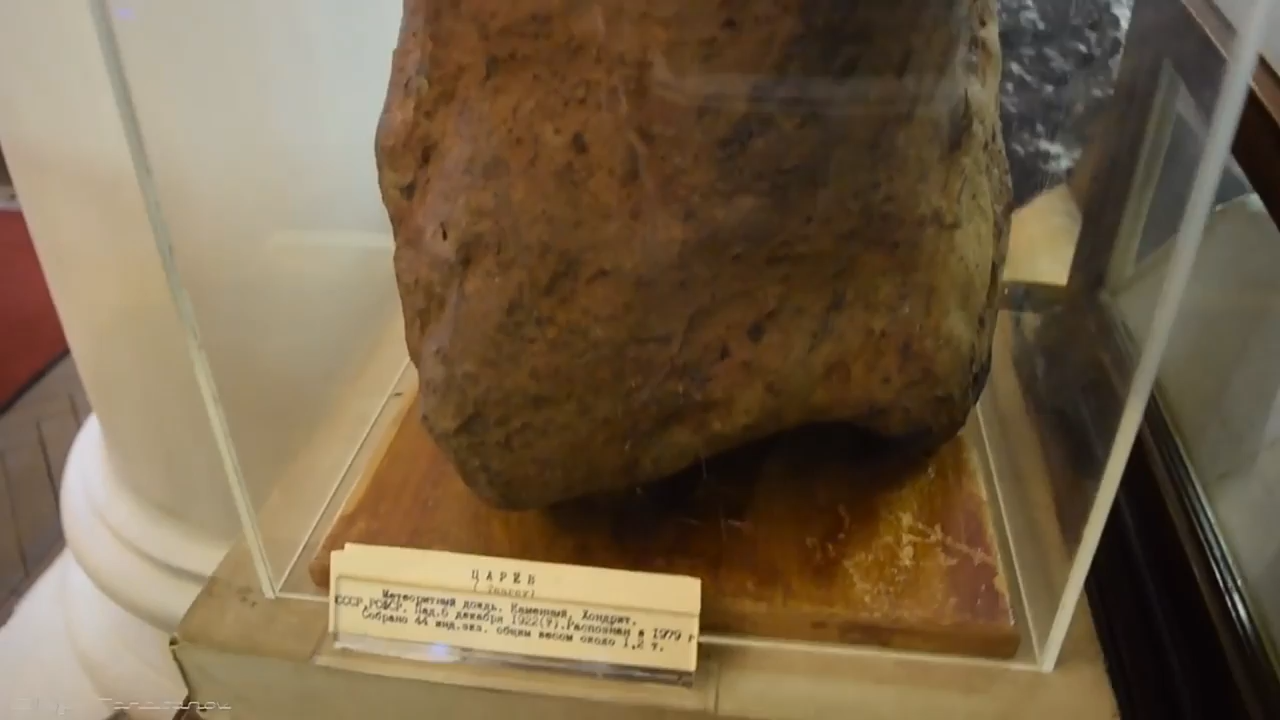 ЦАРЕВ
(Tsarev)
Метеоритный дождь. Каменный, Хондрит.
СССР, РСФСР. Пад.6 декабря 1922(?).Распознан в 1979 г
Собрано 44 инд.экз. общим весом около 1,2 т.